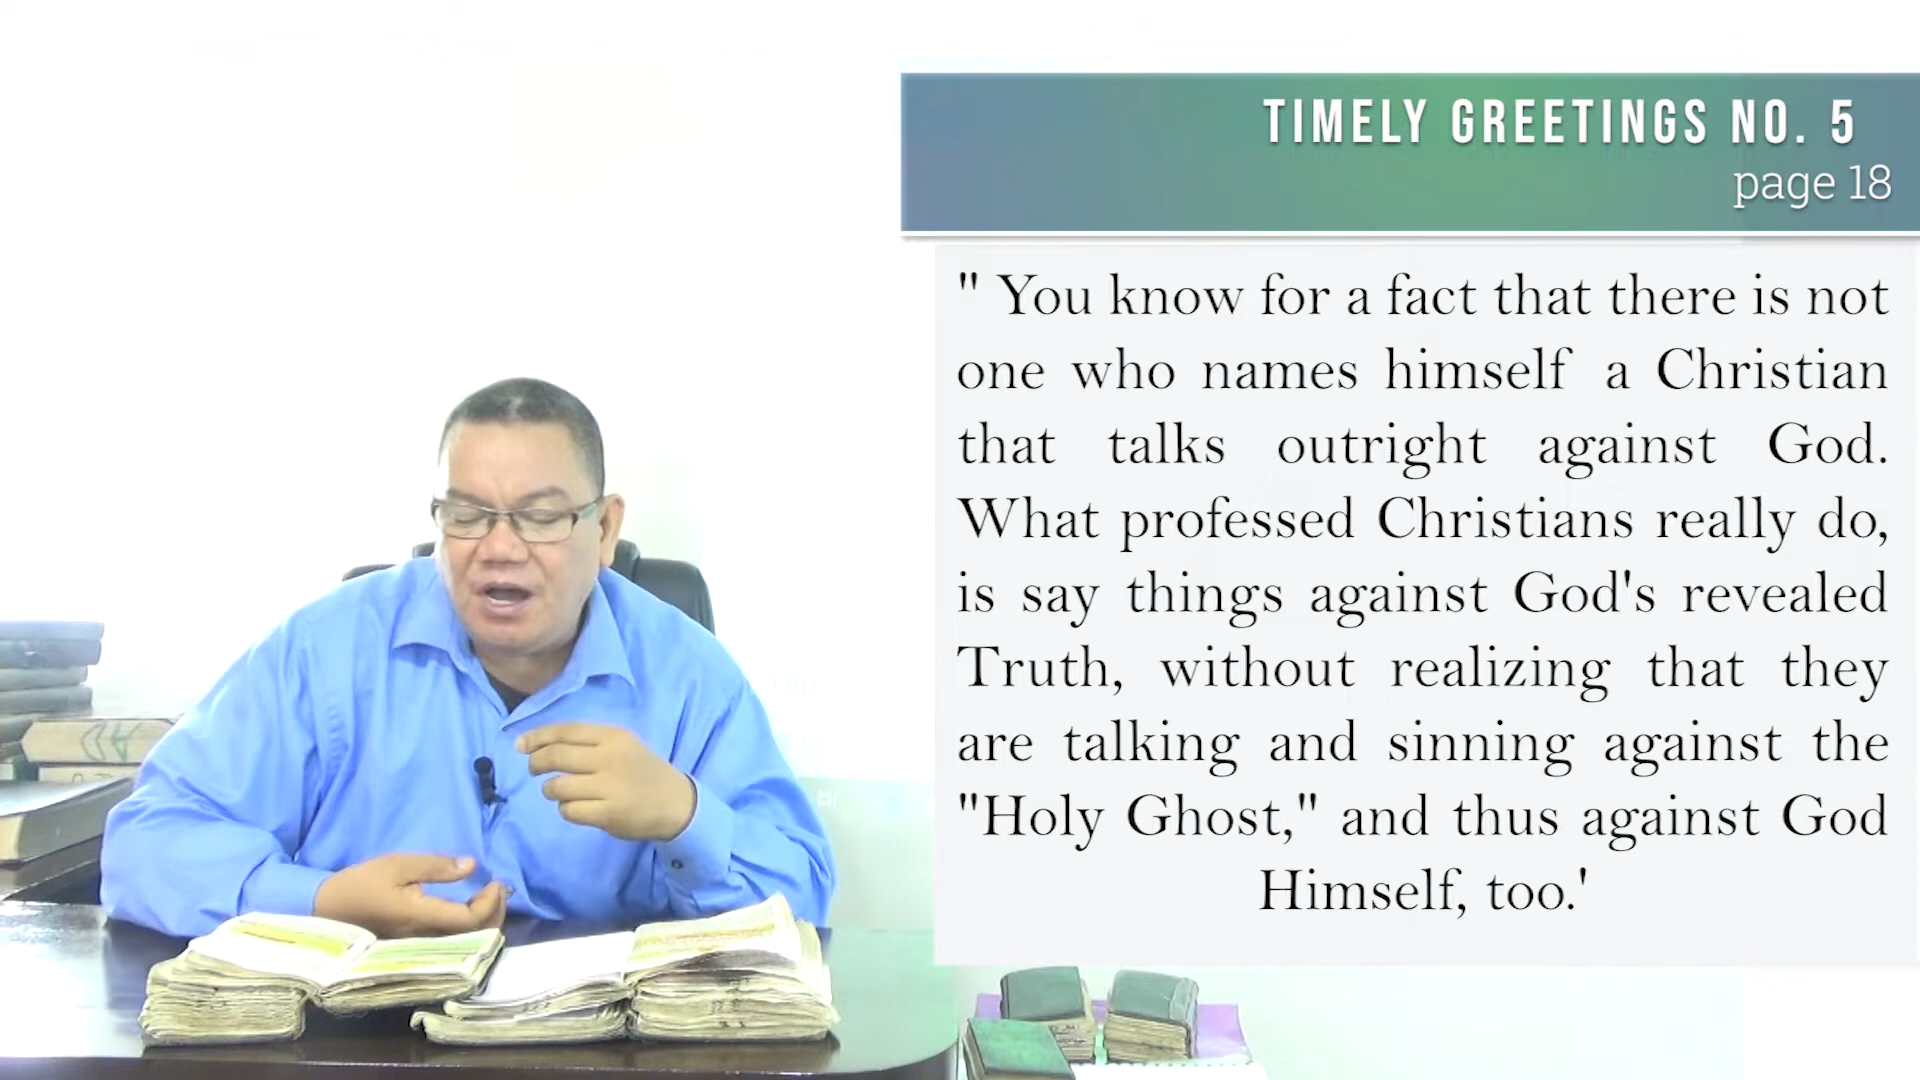 TIMELY GREETINGS NO. 5
page 18
" You know for a fact that there is not
one who names himself a Christian
that talks outright against God.
What professed Christians really do,
is say things against God's revealed
Truth, without realizing that they
are talking and sinning against the
"Holy Ghost," and thus against God
Himself, too.'